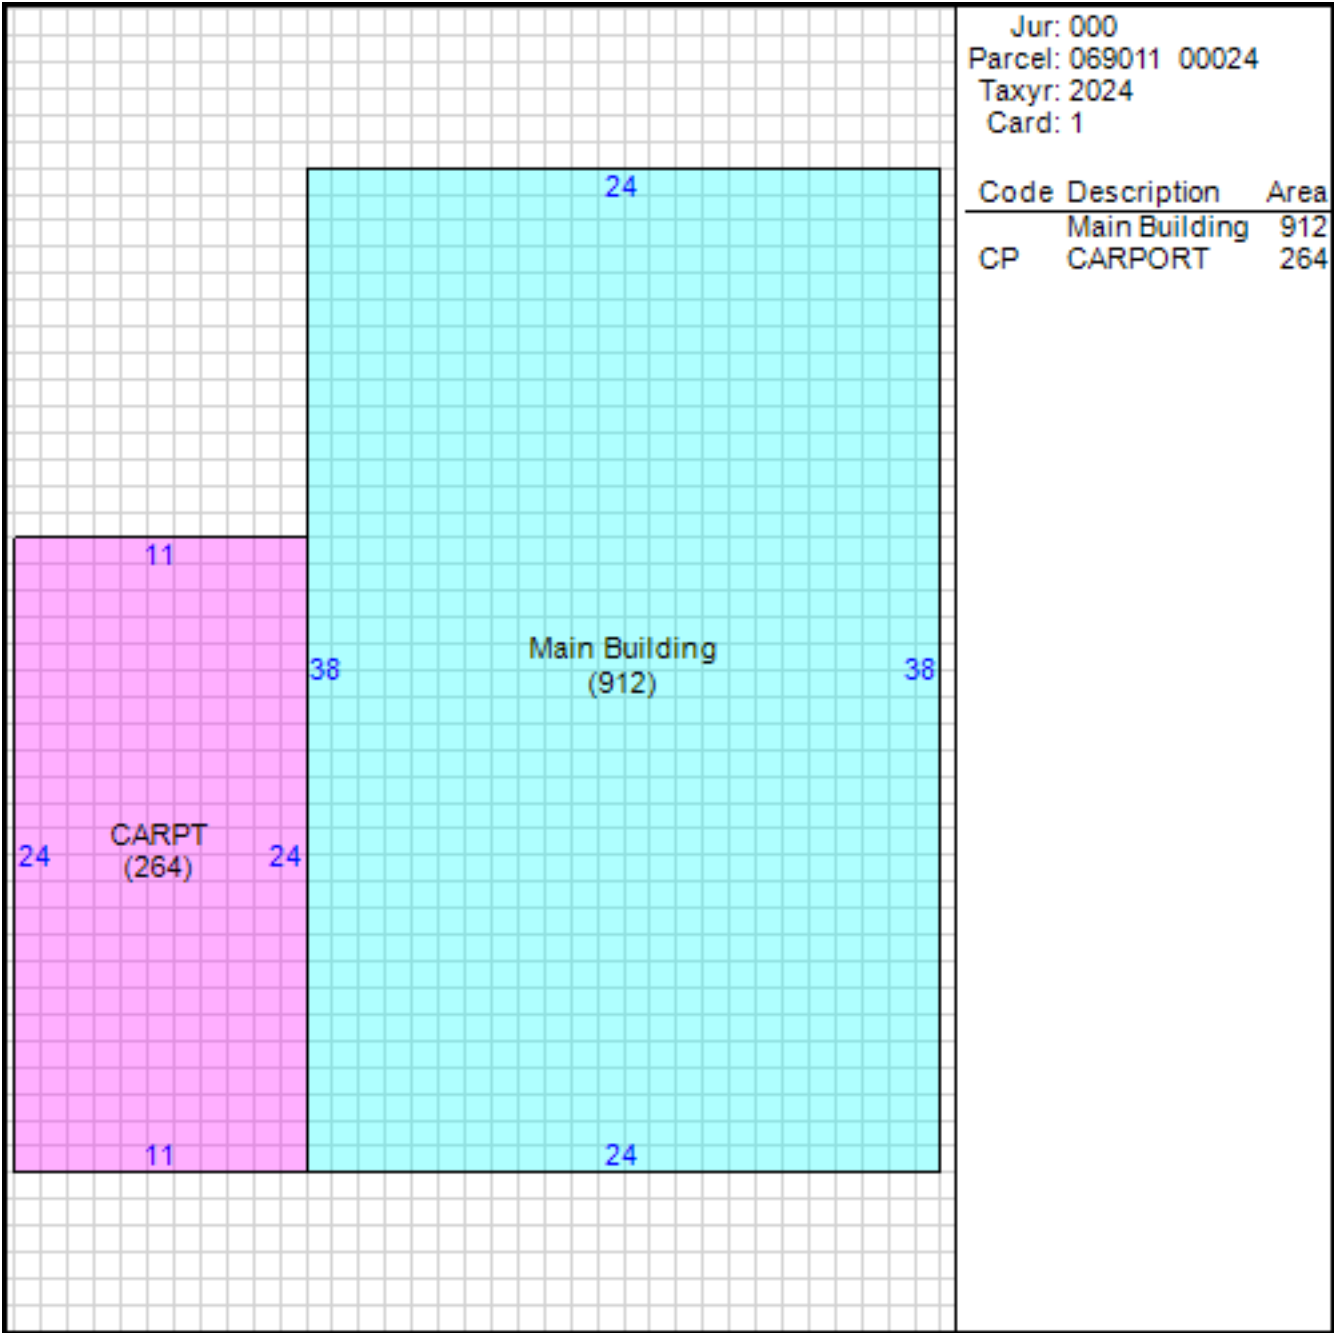 Jur: 000
Parcel: 069011 00024
Taxyr: 2024
Card: 1
Code Description Area
Main Building 912
CP CARPORT 264
24
11
38
Main Building
(912)
38
CARPT
(264)
24
24
11
24